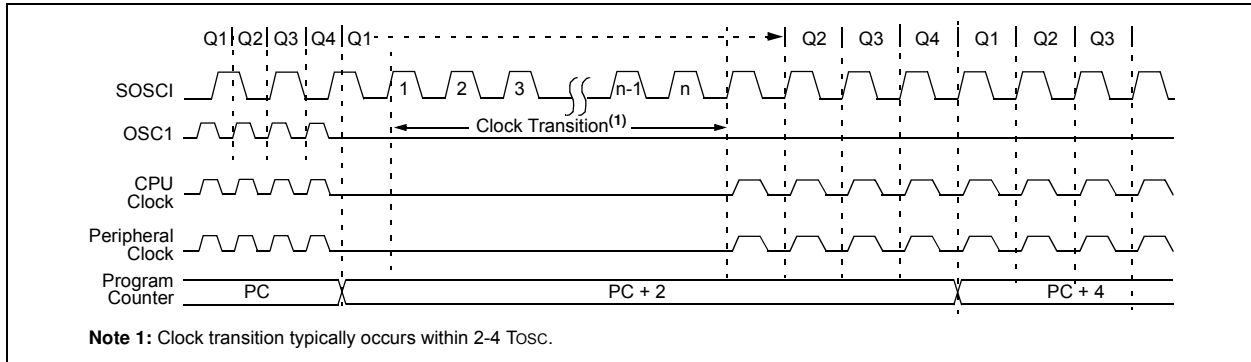 Q1 Q2 Q3 Q4 Q1 Q2 Q3 Q4 Q1 Q2 Q3
SOSCI 1 2 3 n-1 n
Clock Transition(1)
OSC1
CPU
Clock
Peripheral
Clock
Program
Counter
PC PC + 2 PC + 4
Note 1: Clock transition typically occurs within 2-4 TOSC.